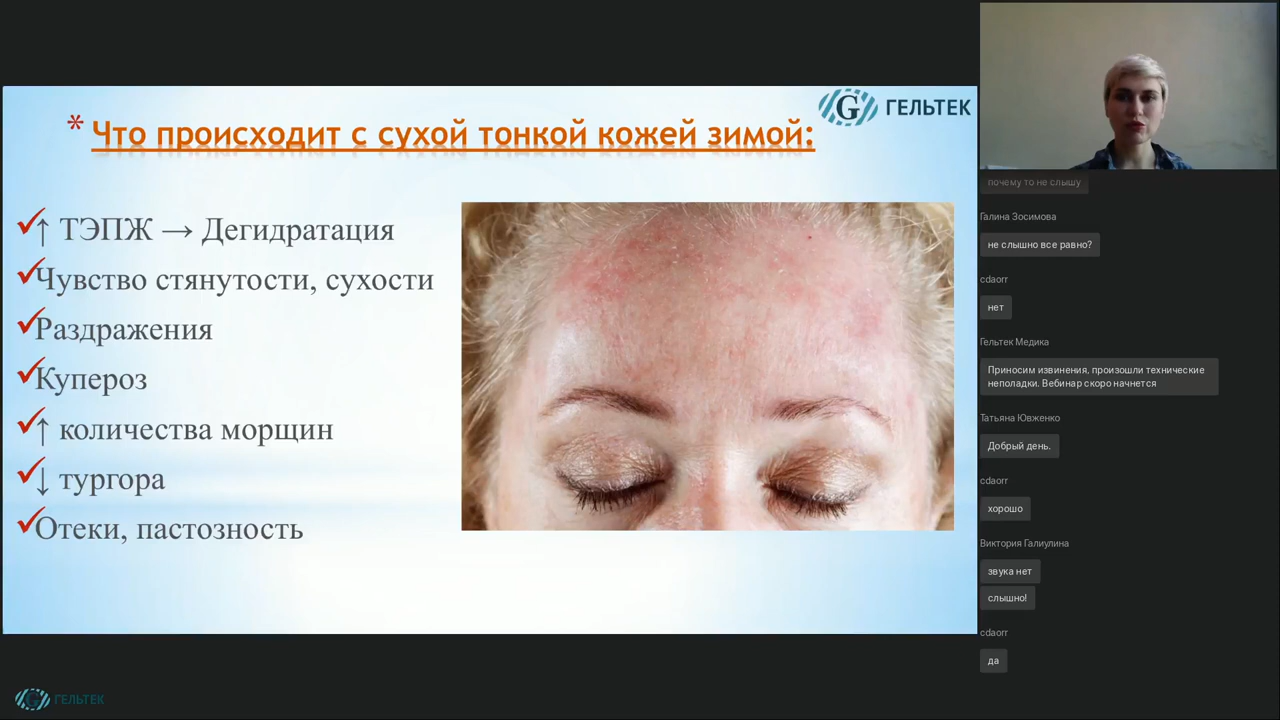 ГЕЛЬТЕК
* Что происходит с сухой тонкой кожей зимой:
↑ ТЭПЖ → Дегидратация
Чувство стянутости, сухости
Раздражения
Купероз
↑ количества морщин
↓ тургора
Отеки, пастозность
почему то не слышу
Галина Зосимова
не слышно все равно?
cdaorr
нет
Гельтек Медика
Приносим извинения, произошли технические
неполадки. Вебинар скоро начнется
Татьяна Ювженко
Добрый день.
cdaorr
хорошо
Виктория Галиулина
звука нет
слышно!
cdaorr
да
ГЕЛЬТЕК